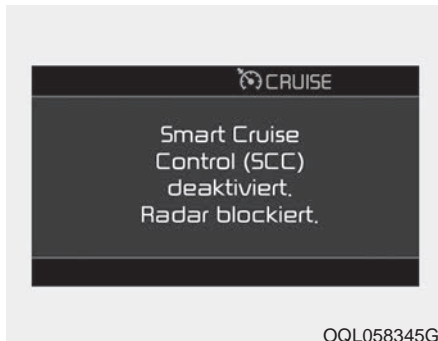 CRUISE
Smart Cruise
Control (SCC)
deaktiviert.
Radar blockiert.
OQL058345G